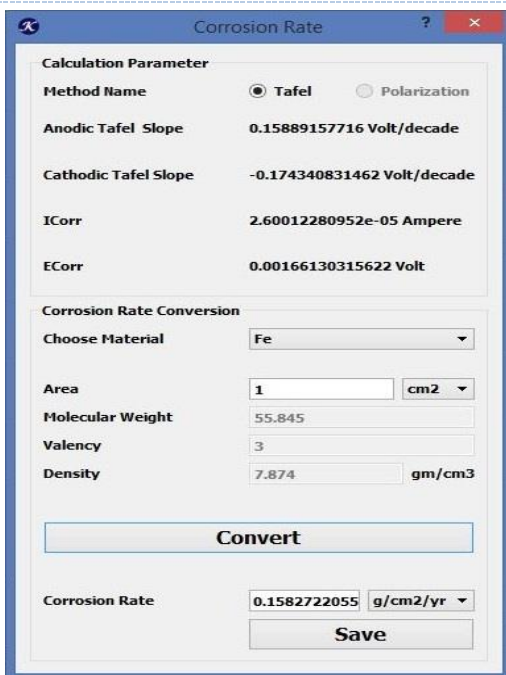 K
Corrosion Rate ? ×
Calculation Parameter
Method Name Tafel Polarization
Anodic Tafel Slope 0.15889157716 Volt/decade
Cathodic Tafel Slope -0.174340831462 Volt/decade
ICorr 2.60012280952e-05 Ampere
ECorr 0.00166130315622 Volt
Corrosion Rate Conversion
Choose Material Fe
Area 1 cm2
Molecular Weight 55.845
Valency 3
Density 7.874 gm/cm3
Convert
Corrosion Rate 0.1582722055 g/cm2/yr
Save